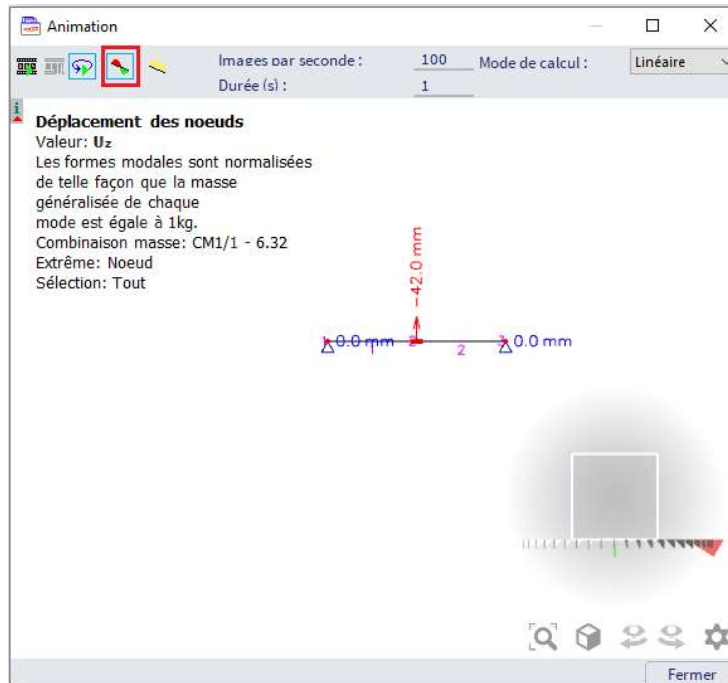 Animation
Images par seconde : 100 Mode de calcul : Linéaire
Durée (s) : 1
i
Déplacement des noeuds
Valeur: Uz
Les formes modales sont normalisées
de telle façon que la masse
généralisée de chaque
mode est égale à 1kg.
Combinaison masse: CM1/1 - 6.32
Extrême: Noeud
Sélection: Tout
-42.0 mm
0.0 mm
0.0 mm
1
2
Fermer